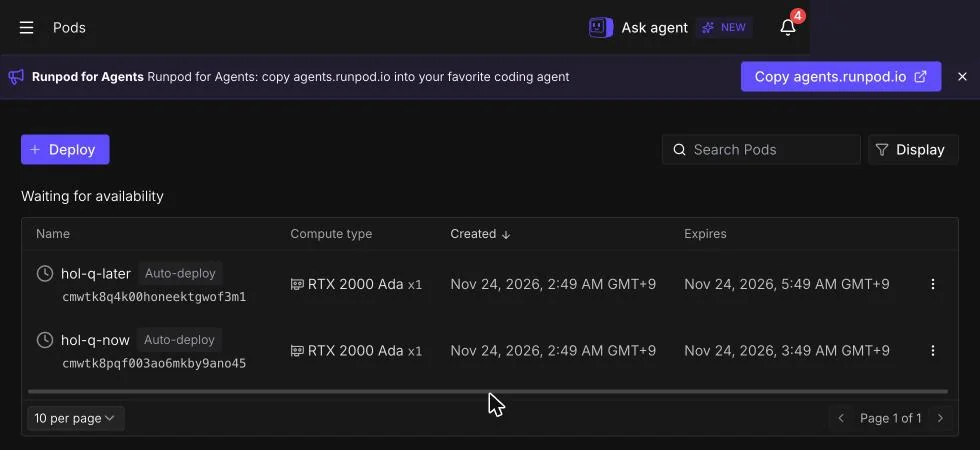 Pods
Ask agent NEW
4
Runpod for Agents Runpod for Agents: copy agents.runpod.io into your favorite coding agent
Copy agents.runpod.io
+ Deploy
Search Pods
Display
Waiting for availability
Name Compute type Created ↓ Expires
hol-q-later Auto-deploy
cmwtk8q4k00honeektgwof3m1
RTX 2000 Ada x1 Nov 24, 2026, 2:49 AM GMT+9 Nov 24, 2026, 5:49 AM GMT+9
hol-q-now Auto-deploy
cmwtk8pqf003ao6mkby9ano45
RTX 2000 Ada x1 Nov 24, 2026, 2:49 AM GMT+9 Nov 24, 2026, 3:49 AM GMT+9
10 per page
Page 1 of 1